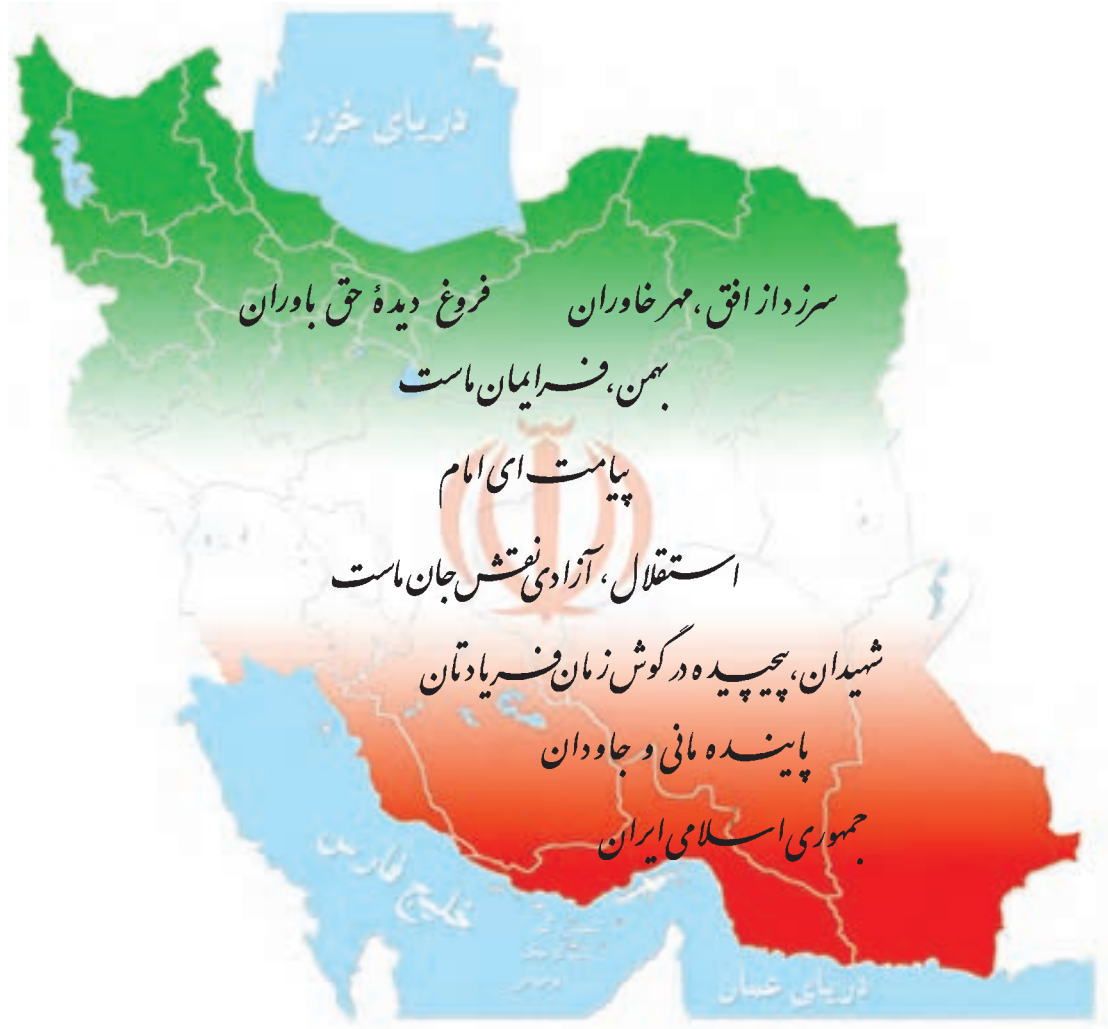 دریای خزر
سر زد از افق، مهر خاوران فروغ دیدهٔ حق باوران
بهمن، فرّ ایمان ماست
پیامت ای امام
استقلال، آزادی نقش جان ماست
شهیدان، پیچیده در گوش زمان فریادتان
پاینده مانی و جاودان
جمهوری اسلامی ایران
خلیج فارس
دریای عمان